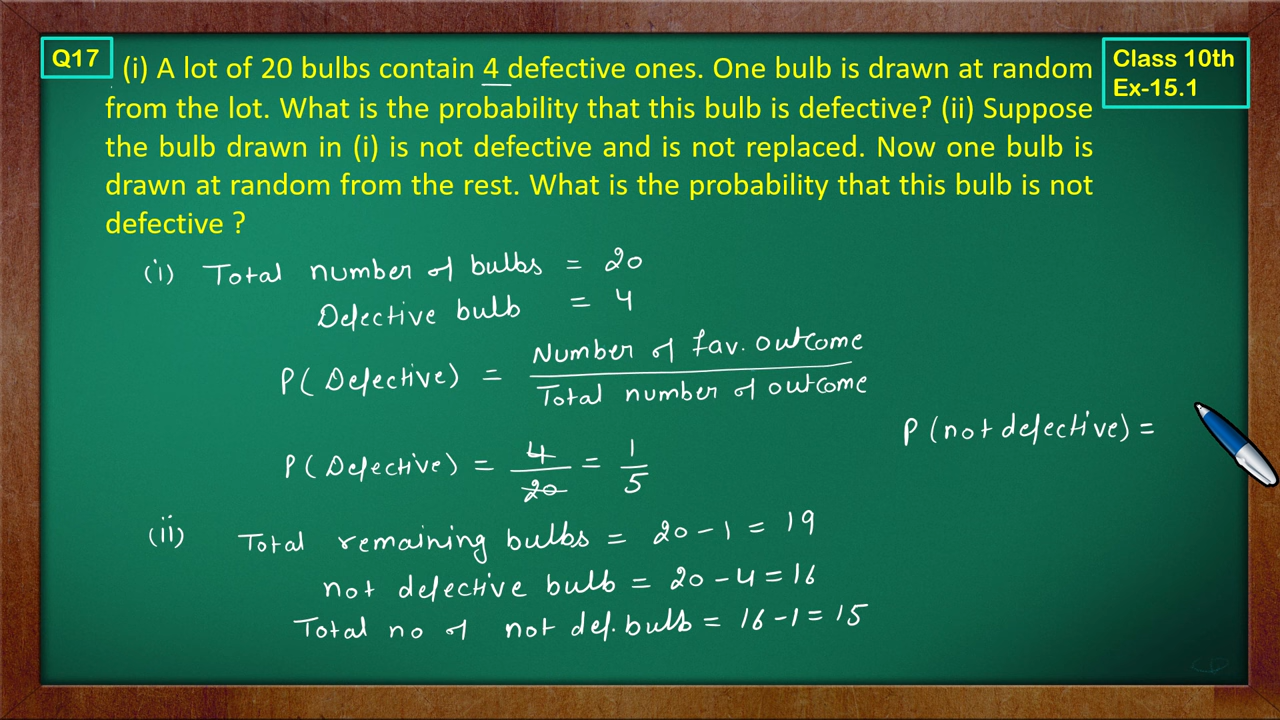 Q17
(i) A lot of 20 bulbs contain 4 defective ones. One bulb is drawn at random
from the lot. What is the probability that this bulb is defective? (ii) Suppose
the bulb drawn in (i) is not defective and is not replaced. Now one bulb is
drawn at random from the rest. What is the probability that this bulb is not
defective ?
Class 10th
Ex-15.1
(i) Total number of bulbs = 20
Defective bulb = 4
P( Defective) = Number of fav. outcome / Total number of outcome
P (not defective) =
P( Defective) = 4/20 = 1/5
(ii) Total remaining bulbs = 20 - 1 = 19
not defective bulb = 20 - 4 = 16
Total no of not def. bulb = 16 - 1 = 15